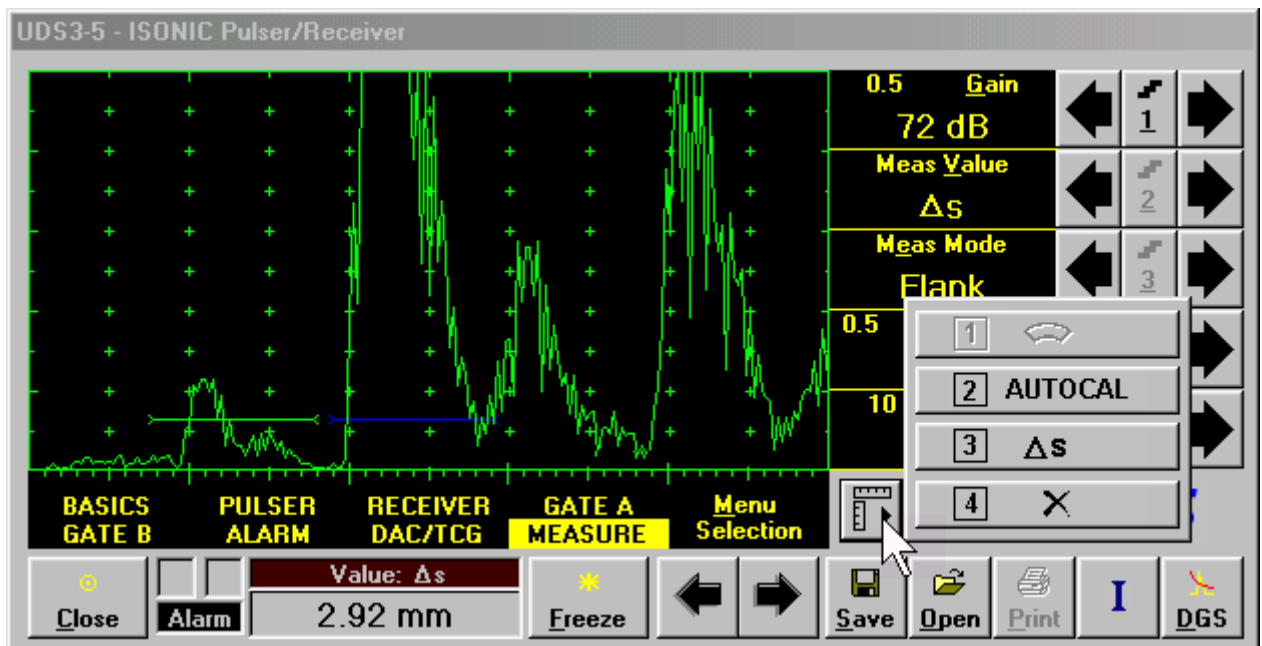 UDS3-5 - ISONIC Pulser/Receiver
0.5 Gain
72 dB
1
Meas Value
Δs
2
Meas Mode
Flank
3
0.5
10
1
2 AUTOCAL
3 Δs
4
BASICS PULSER RECEIVER GATE A Menu
GATE B ALARM DAC/TCG MEASURE Selection
Close
Alarm
Value: Δs
2.92 mm
Freeze
Save
Open
Print
I
DGS